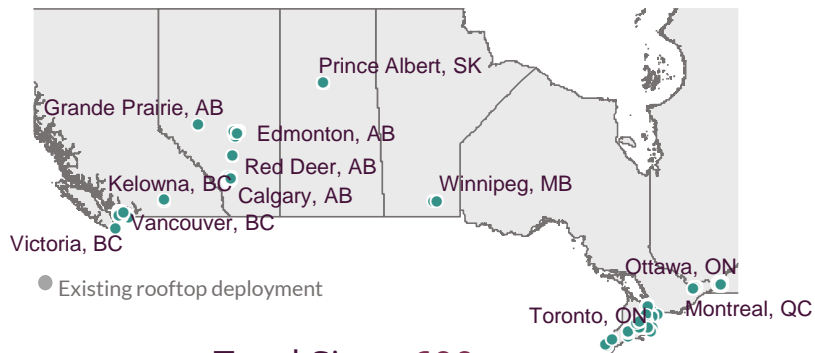 Prince Albert, SK
Grande Prairie, AB
Edmonton, AB
Red Deer, AB
Kelowna, BC
Calgary, AB
Winnipeg, MB
Vancouver, BC
Victoria, BC
Ottawa, ON
Existing rooftop deployment
Toronto, ON
Montreal, QC